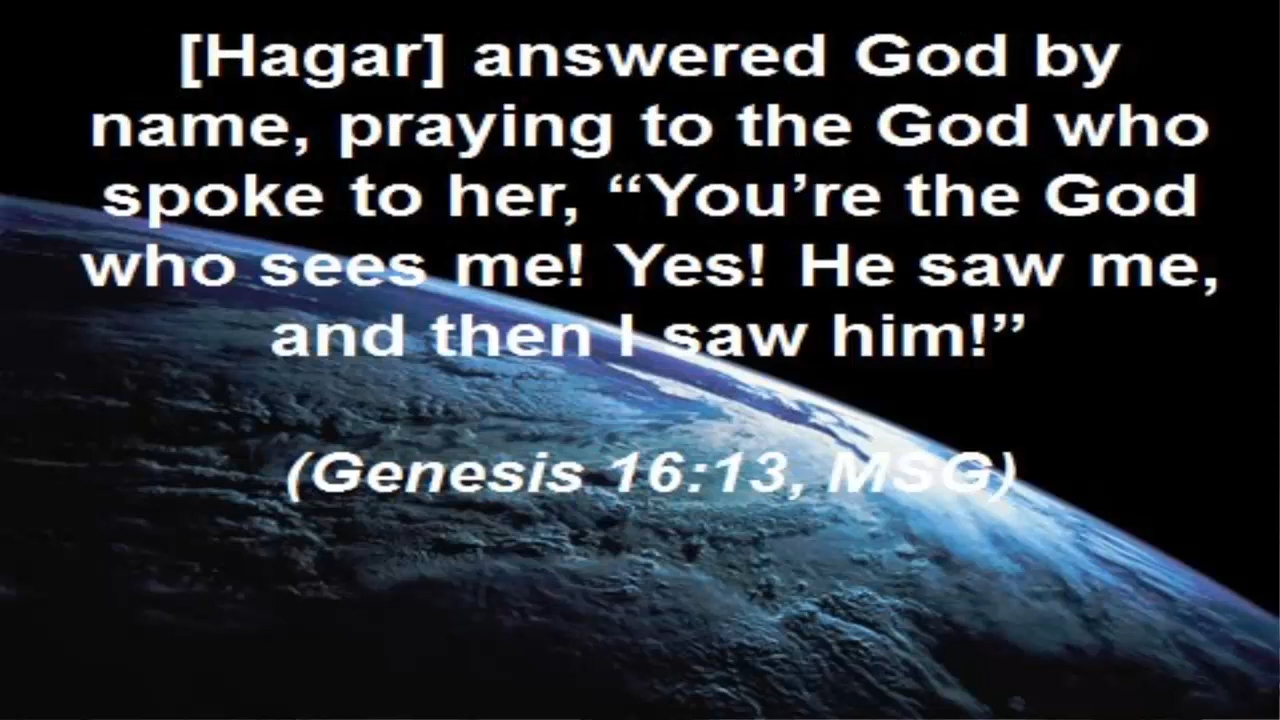 [Hagar] answered God by
name, praying to the God who
spoke to her, “You’re the God
who sees me! Yes! He saw me,
and then I saw him!”
(Genesis 16:13, MSG)